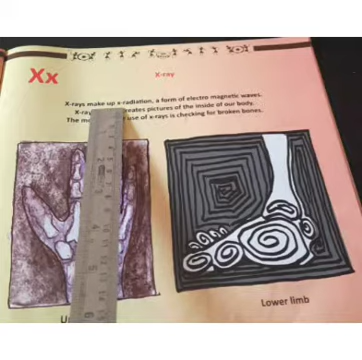 Xx
X-ray
X-rays make up x-radiation, a form of electro magnetic waves.
X-ray creates pictures of the inside of our body.
The use of x-rays is checking for broken bones.
Lower limb